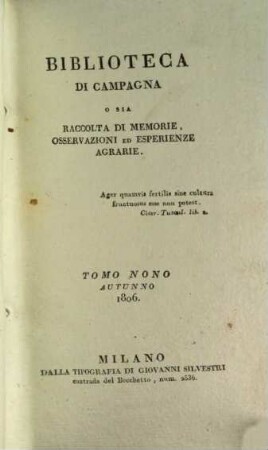 BIBLIOTECA
DI CAMPAGNA
O SIA
RACCOLTA DI MEMORIE,
OSSERVAZIONI ED ESPERIENZE
AGRARIE.
Ager quamvis fertilis sine cultura
fructuosus esse non potest.
Cicer. Tuscul. lib. 2.
TOMO NONO
AUTUNNO
1806.
MILANO
DALLA TIPOGRAFIA DI GIOVANNI SILVESTRI
contrada del Bocchetto, num. 2536.